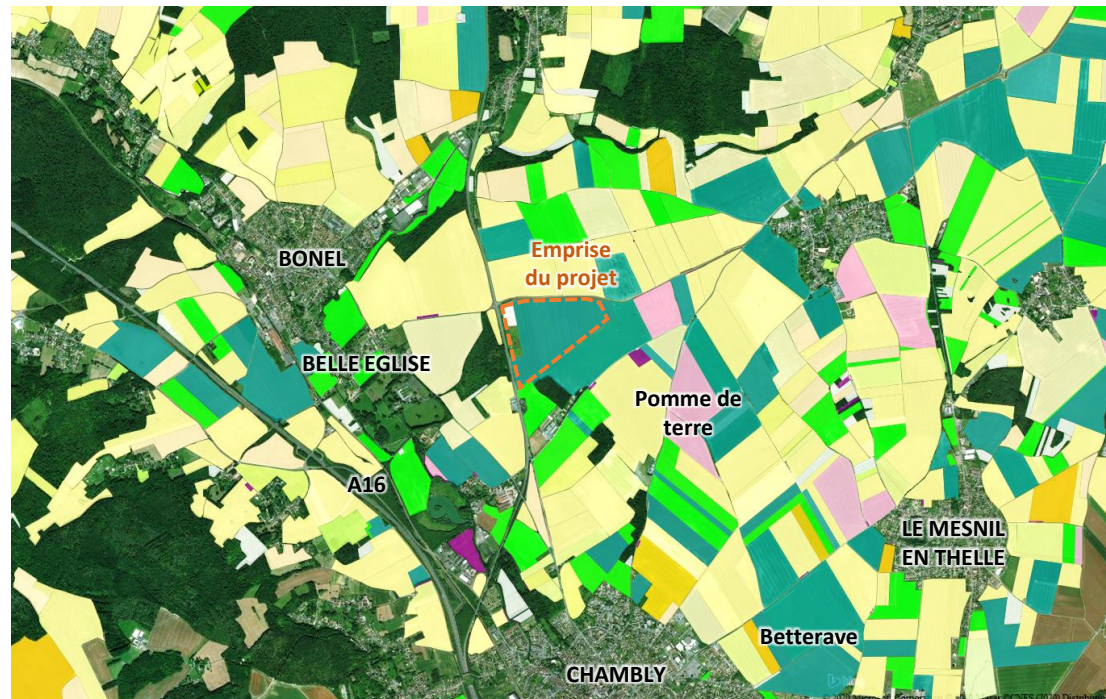 BONEL
Emprise
du projet
BELLE EGLISE
Pomme de
terre
A16
LE MESNIL
EN THELLE
Betterave
CHAMBLY